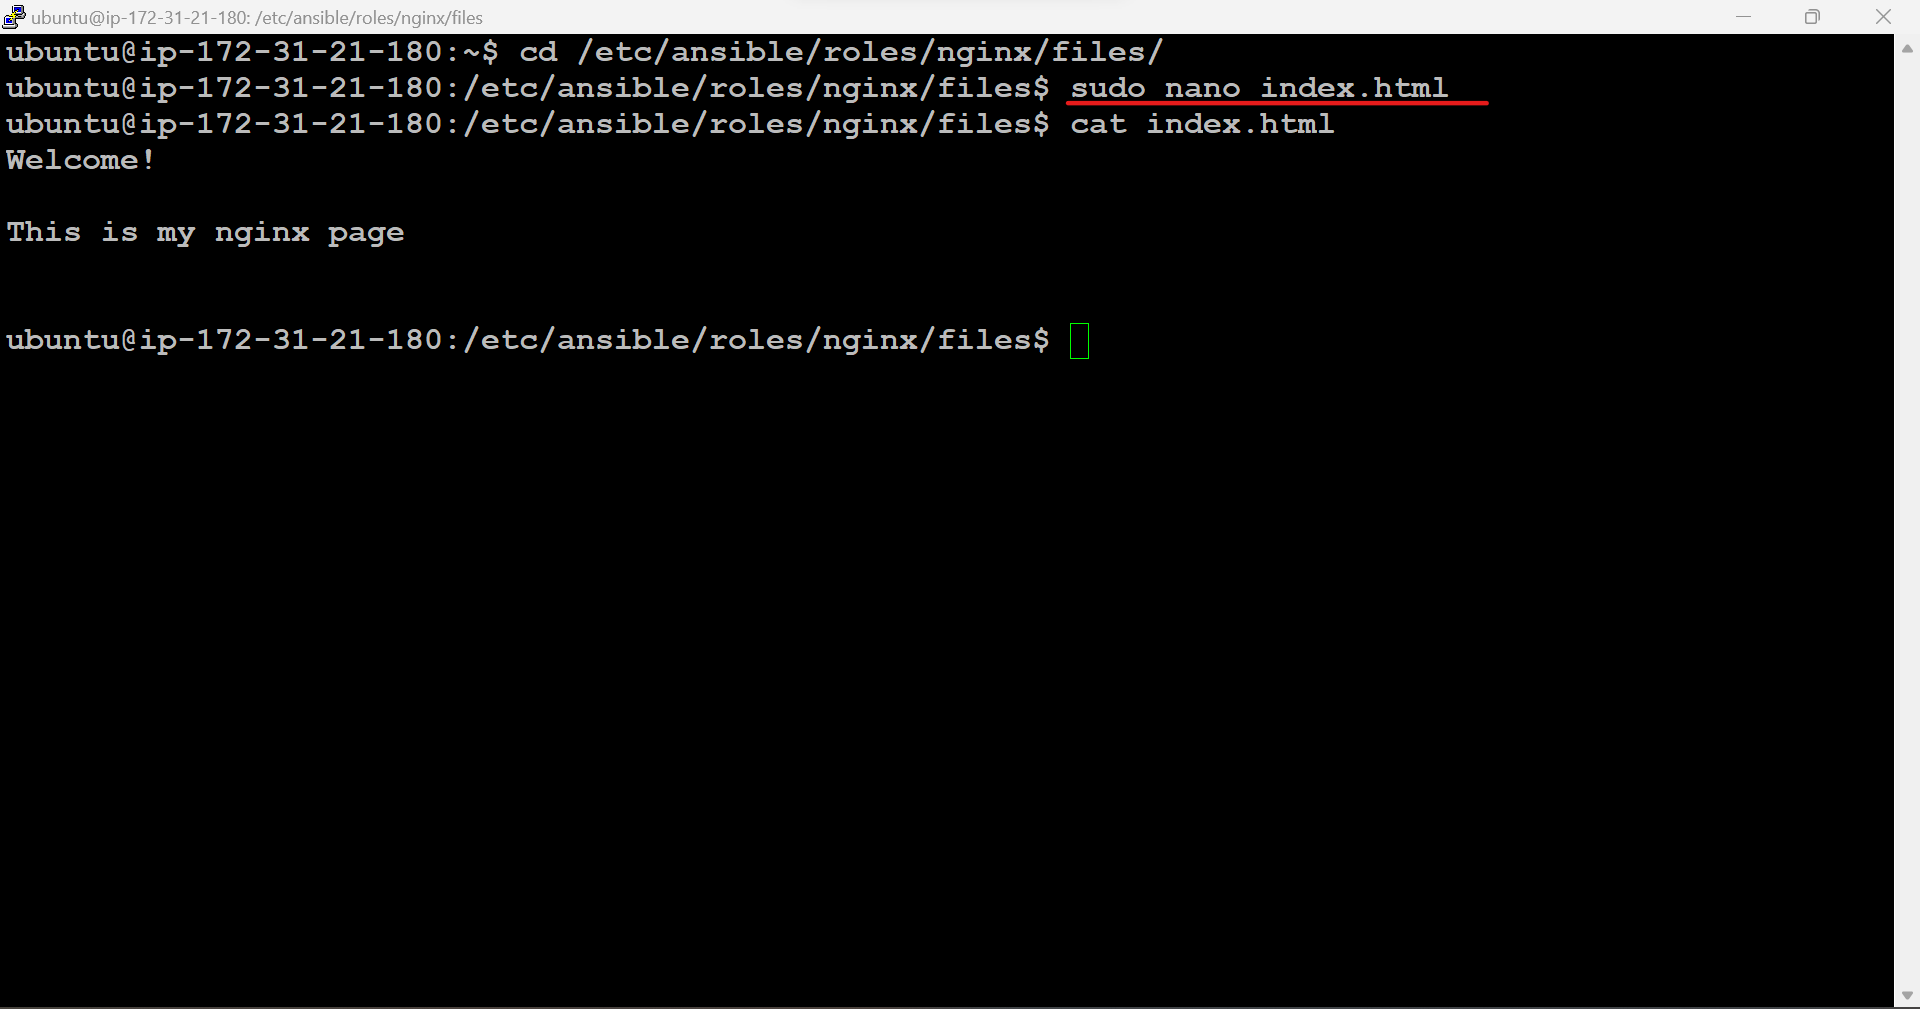 ubuntu@ip-172-31-21-180: /etc/ansible/roles/nginx/files
ubuntu@ip-172-31-21-180:~$ cd /etc/ansible/roles/nginx/files/
ubuntu@ip-172-31-21-180:/etc/ansible/roles/nginx/files$ sudo nano index.html
ubuntu@ip-172-31-21-180:/etc/ansible/roles/nginx/files$ cat index.html
Welcome!
This is my nginx page
ubuntu@ip-172-31-21-180:/etc/ansible/roles/nginx/files$